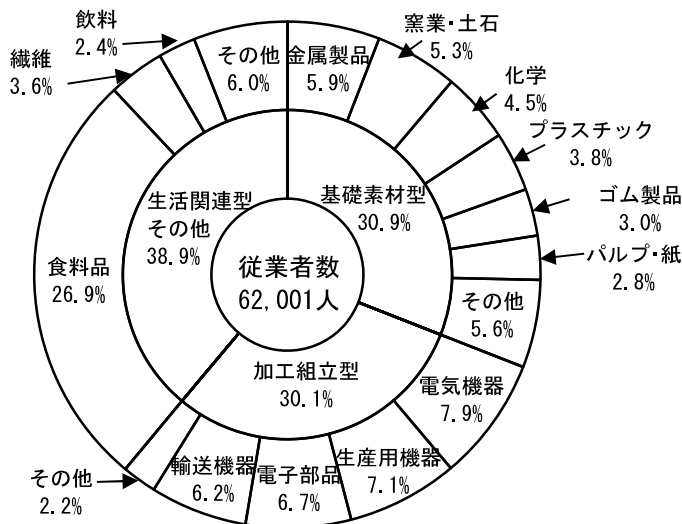 従業者数
62,001人
基礎素材型
30.9%
加工組立型
30.1%
生活関連型
その他
38.9%
金属製品
5.9%
窯業・土石
5.3%
化学
4.5%
プラスチック
3.8%
ゴム製品
3.0%
パルプ・紙
2.8%
その他
5.6%
電気機器
7.9%
生産用機器
7.1%
電子部品
6.7%
輸送機器
6.2%
その他
2.2%
食料品
26.9%
繊維
3.6%
飲料
2.4%
その他
6.0%